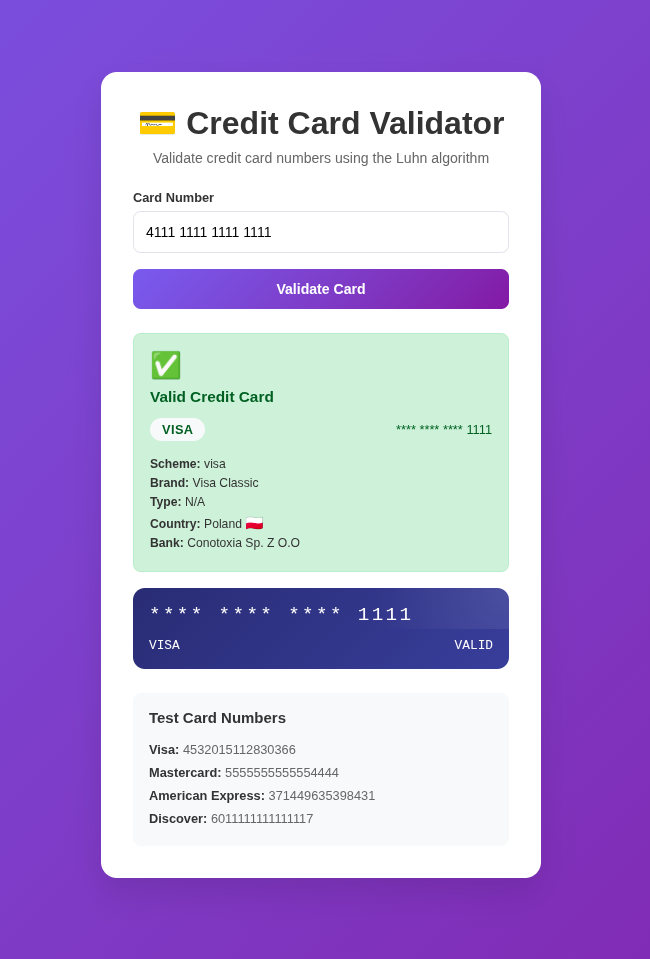 💳 Credit Card Validator
Validate credit card numbers using the Luhn algorithm
Card Number
4111 1111 1111 1111
Validate Card
✅
Valid Credit Card
VISA **** **** **** 1111
Scheme: visa
Brand: Visa Classic
Type: N/A
Country: Poland 🇵🇱
Bank: Conotoxia Sp. Z O.O
**** **** **** 1111
VISA VALID
Test Card Numbers
Visa: 4532015112830366
Mastercard: 5555555555554444
American Express: 371449635398431
Discover: 6011111111111117